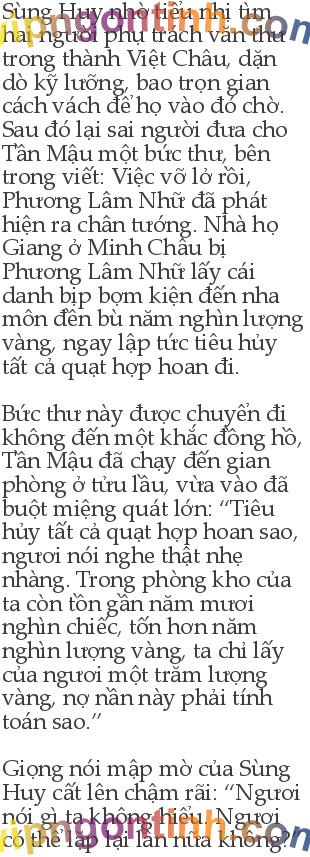 Sùng Huy nhờ tiểu nhị tìm
hai người phụ trách văn thư
trong thành Việt Châu, dặn
dò kỹ lưỡng, bao trọn gian
cách vách để họ vào đó chờ.
Sau đó lại sai người đưa cho
Tần Mậu một bức thư, bên
trong viết: Việc vỡ lở rồi,
Phương Lâm Nhữ đã phát
hiện ra chân tướng. Nhà họ
Giang ở Minh Châu bị
Phương Lâm Nhữ lấy cái
danh bịp bợm kiện đến nha
môn đền bù năm nghìn lượng
vàng, ngay lập tức tiêu hủy
tất cả quạt hợp hoan đi.
Bức thư này được chuyển đi
không đến một khắc đồng hồ,
Tần Mậu đã chạy đến gian
phòng ở tửu lầu, vừa vào đã
buột miệng quát lớn: “Tiêu
hủy tất cả quạt hợp hoan sao,
ngươi nói nghe thật nhẹ
nhàng. Trong phòng kho của
ta còn tồn gần năm mươi
nghìn chiếc, tốn hơn năm
nghìn lượng vàng, ta chỉ lấy
của ngươi một trăm lượng
vàng, nợ nần này phải tính
toán sao.”
Giọng nói mập mờ của Sùng
Huy cất lên chậm rãi: “Ngươi
nói gì ta không hiểu. Ngươi
có thể lặp lại lần nữa không?”
vipngontinh.com
vipngontinh.com